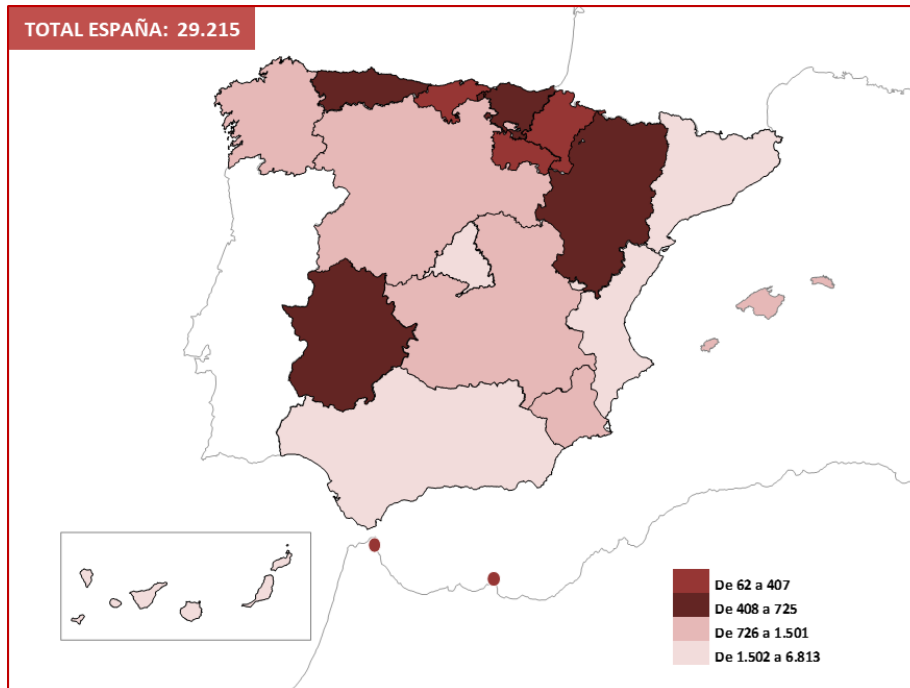 TOTAL ESPAÑA: 29.215
De 62 a 407
De 408 a 725
De 726 a 1.501
De 1.502 a 6.813